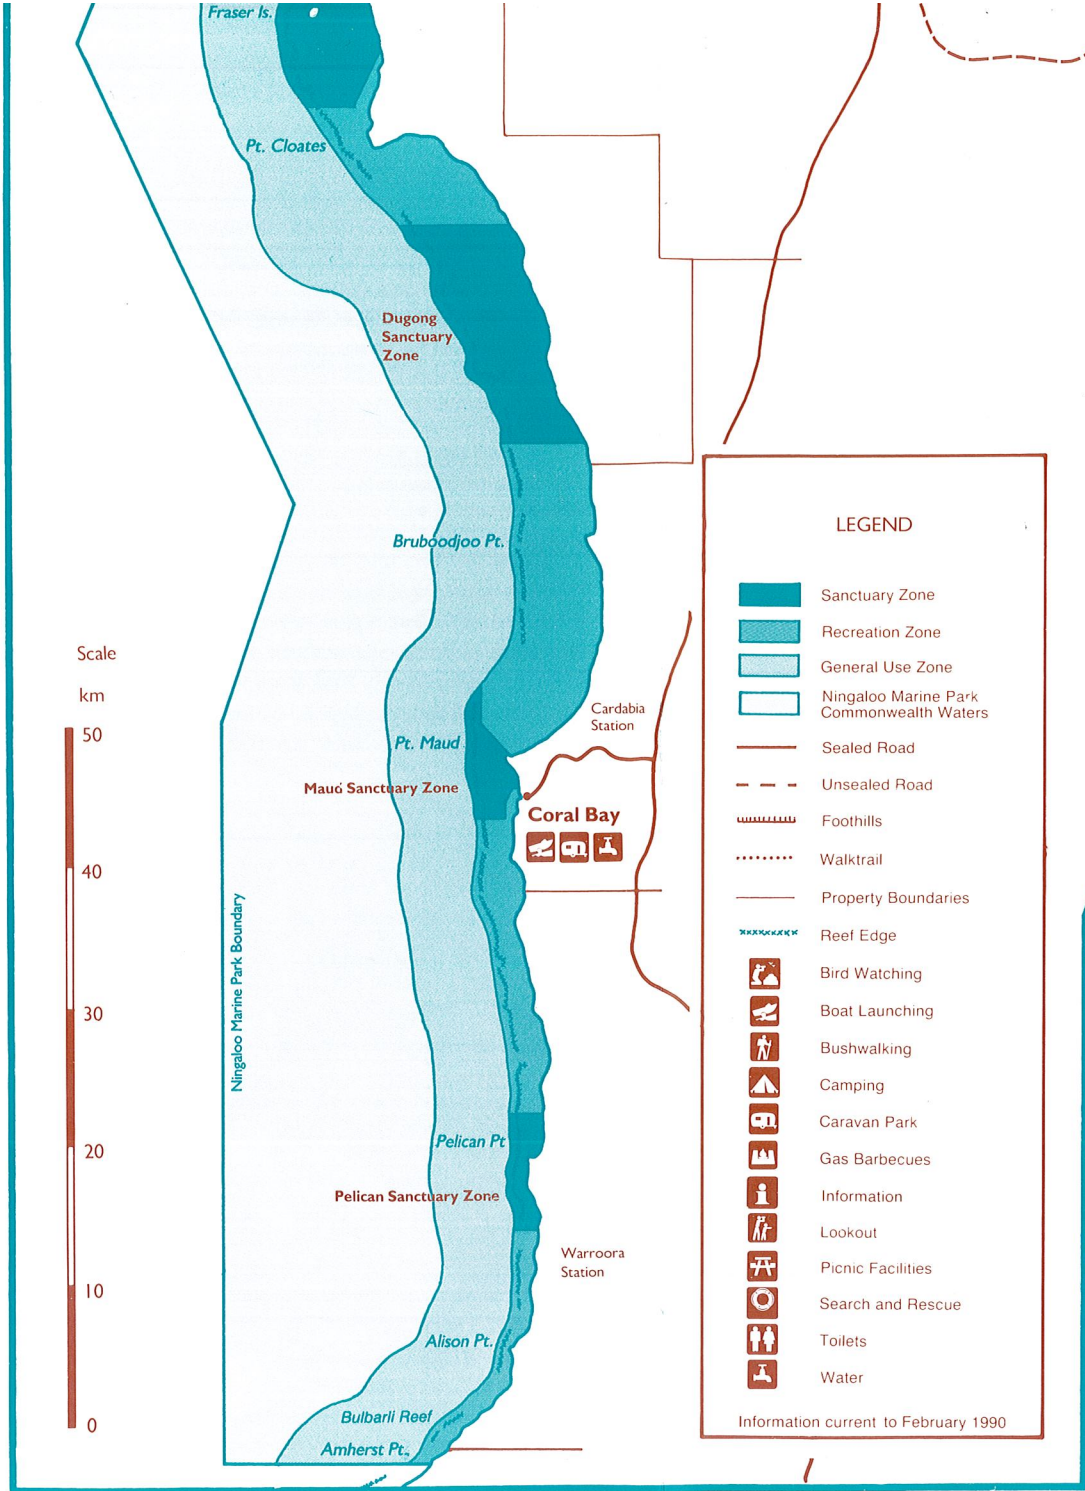 Fraser Is.
Pt. Cloates
Dugong
Sanctuary
Zone
Bruboodjoo Pt.
Scale
km
50
40
30
20
10
0
Ningaloo Marine Park Boundary
Cardabia
Station
Pt. Maud
Maud Sanctuary Zone
Coral Bay
Pelican Pt
Pelican Sanctuary Zone
Warroora
Station
Alison Pt.
Bulbarli Reef
Amherst Pt.
LEGEND
Sanctuary Zone
Recreation Zone
General Use Zone
Ningaloo Marine Park
Commonwealth Waters
Sealed Road
Unsealed Road
Foothills
Walktrail
Property Boundaries
Reef Edge
Bird Watching
Boat Launching
Bushwalking
Camping
Caravan Park
Gas Barbecues
Information
Lookout
Picnic Facilities
Search and Rescue
Toilets
Water
Information current to February 1990